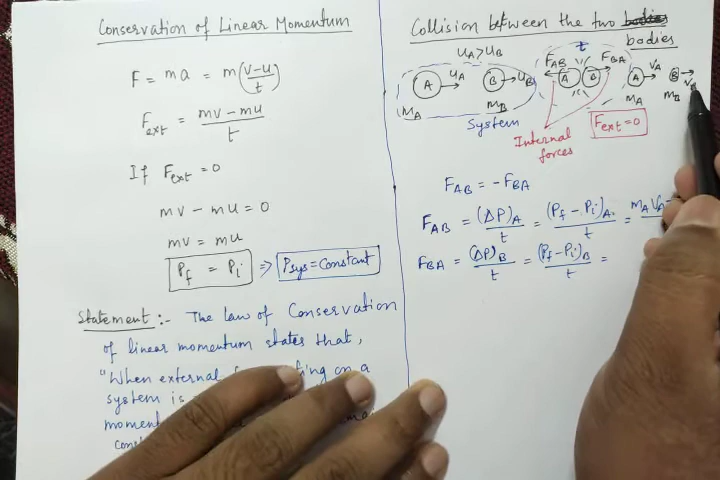 Conservation of Linear Momentum
F = ma = m(v-u/t)
Fext = mv - mu/t
If Fext = 0
mv - mu = 0
mv = mu
Pf = Pi ⇒ Psys = Constant
Statement :- The law of Conservation
of linear momentum states that,
"When external
on a
system is
moment
cons
Collision between the two
bodies
uA > uB
t
FAB
FBA
A uA
B uB
A B
A vA
B vB
mA
mB
mA
mB
System
Internal
forces
Fext = 0
FAB = -FBA
FAB = (ΔP)A/t = (Pf - Pi)A/t = mA vA -
FBA = (ΔP)B/t = (Pf - Pi)B/t =